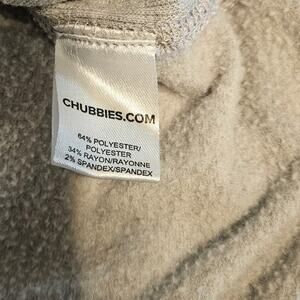 CHUBBIES.COM
64% POLYESTER/
POLYESTER
34% RAYON/RAYONNE
2% SPANDEX/SPANDEX